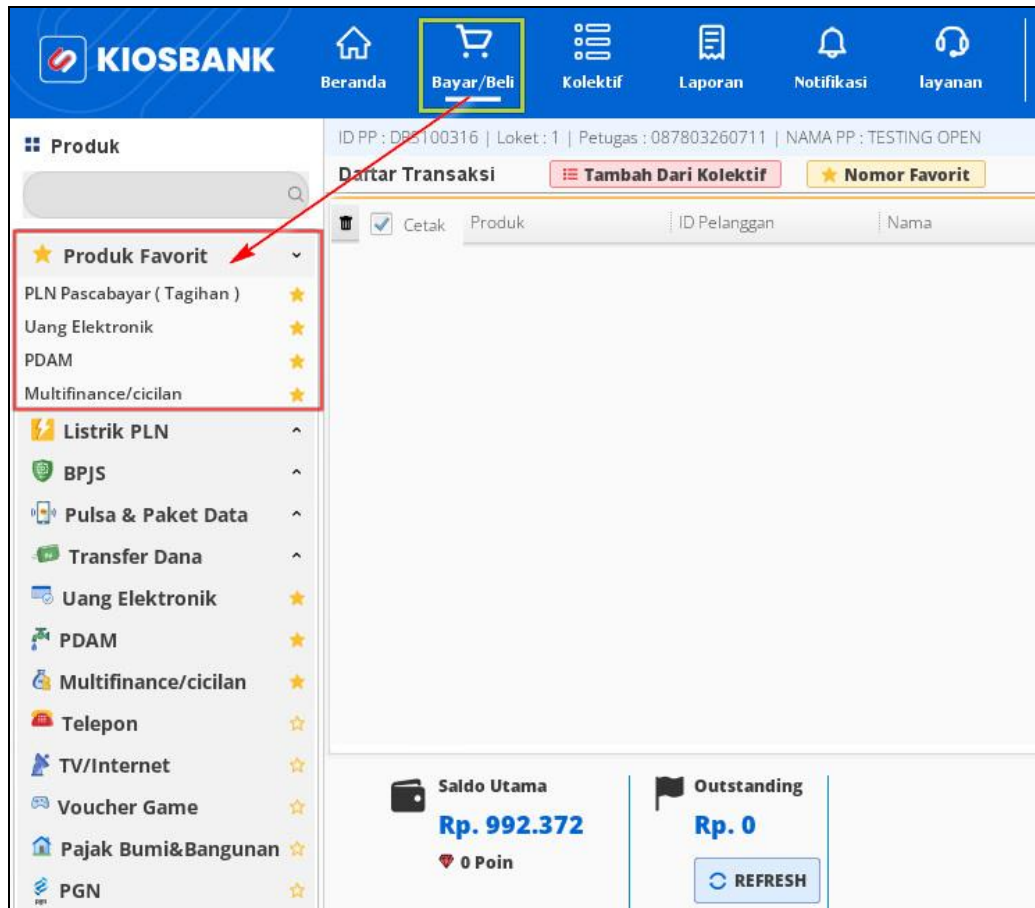 KIOSBANK
Beranda
Bayar/Beli
Kolektif
Laporan
Notifikasi
layanan
Produk
ID PP : DPS100316 | Loket : 1 | Petugas : 087803260711 | NAMA PP : TESTING OPEN
Daftar Transaksi
Tambah Dari Kolektif
Nomor Favorit
Cetak
Produk
ID Pelanggan
Nama
Produk Favorit
PLN Pascabayar ( Tagihan )
Uang Elektronik
PDAM
Multifinance/cicilan
Listrik PLN
BPJS
Pulsa & Paket Data
Transfer Dana
Uang Elektronik
PDAM
Multifinance/cicilan
Telepon
TV/Internet
Voucher Game
Pajak Bumi&Bangunan
PGN
Saldo Utama
Rp. 992.372
0 Poin
Outstanding
Rp. 0
REFRESH